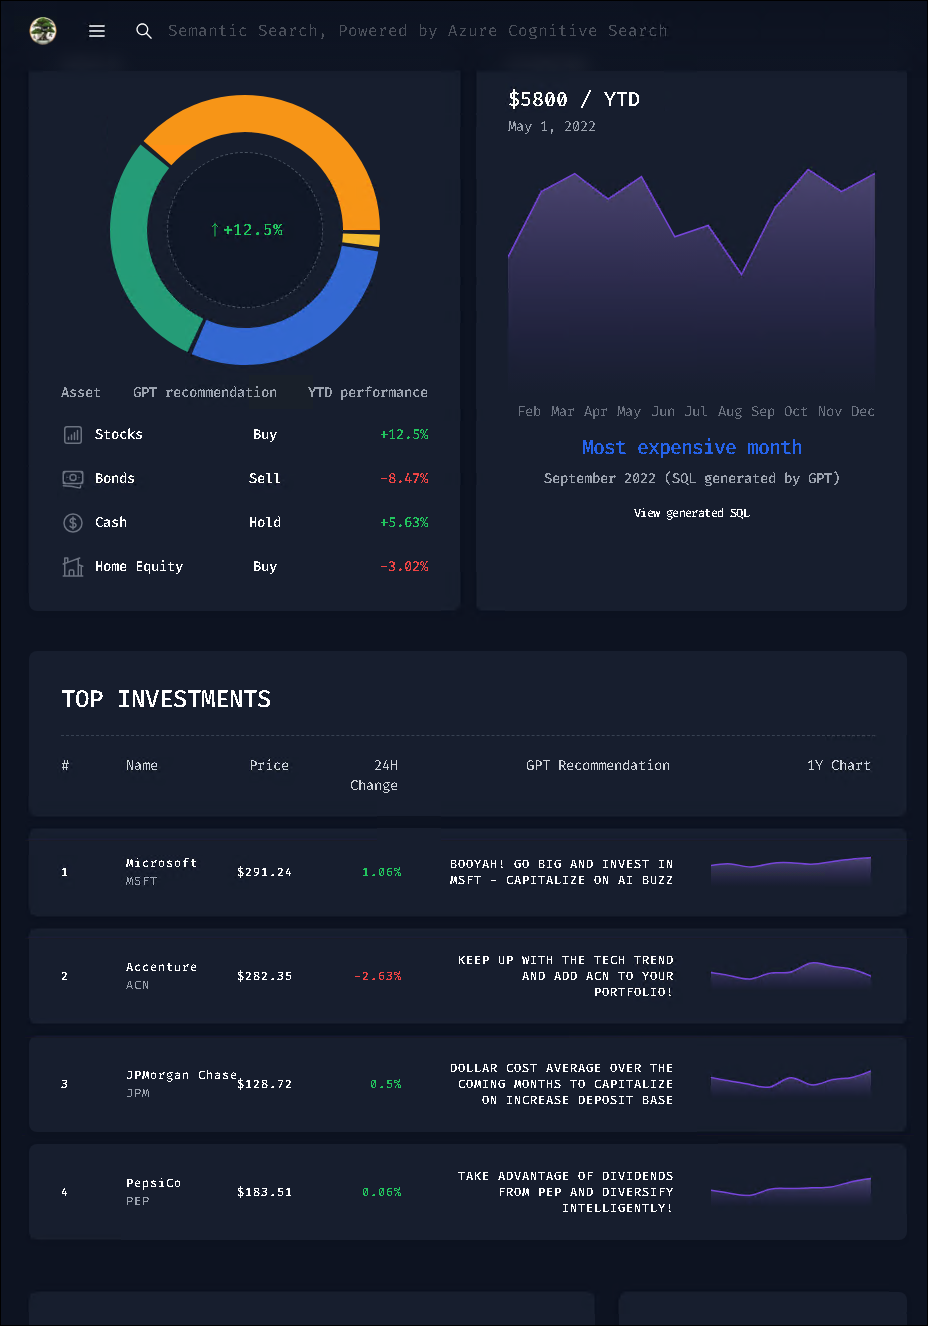 Semantic Search, Powered by Azure Cognitive Search
↑+12.5%
Asset GPT recommendation YTD performance
Stocks Buy +12.5%
Bonds Sell -8.47%
Cash Hold +5.63%
Home Equity Buy -3.02%
$5800 / YTD
May 1, 2022
Feb Mar Apr May Jun Jul Aug Sep Oct Nov Dec
Most expensive month
September 2022 (SQL generated by GPT)
View generated SQL
TOP INVESTMENTS
# Name Price 24H Change GPT Recommendation 1Y Chart
1 Microsoft MSFT $291.24 1.06%
BOOYAH! GO BIG AND INVEST IN
MSFT - CAPITALIZE ON AI BUZZ
2 Accenture ACN $282.35 -2.63%
KEEP UP WITH THE TECH TREND
AND ADD ACN TO YOUR
PORTFOLIO!
3 JPMorgan Chase JPM $128.72 0.5%
DOLLAR COST AVERAGE OVER THE
COMING MONTHS TO CAPITALIZE
ON INCREASE DEPOSIT BASE
4 PepsiCo PEP $183.51 0.06%
TAKE ADVANTAGE OF DIVIDENDS
FROM PEP AND DIVERSIFY
INTELLIGENTLY!